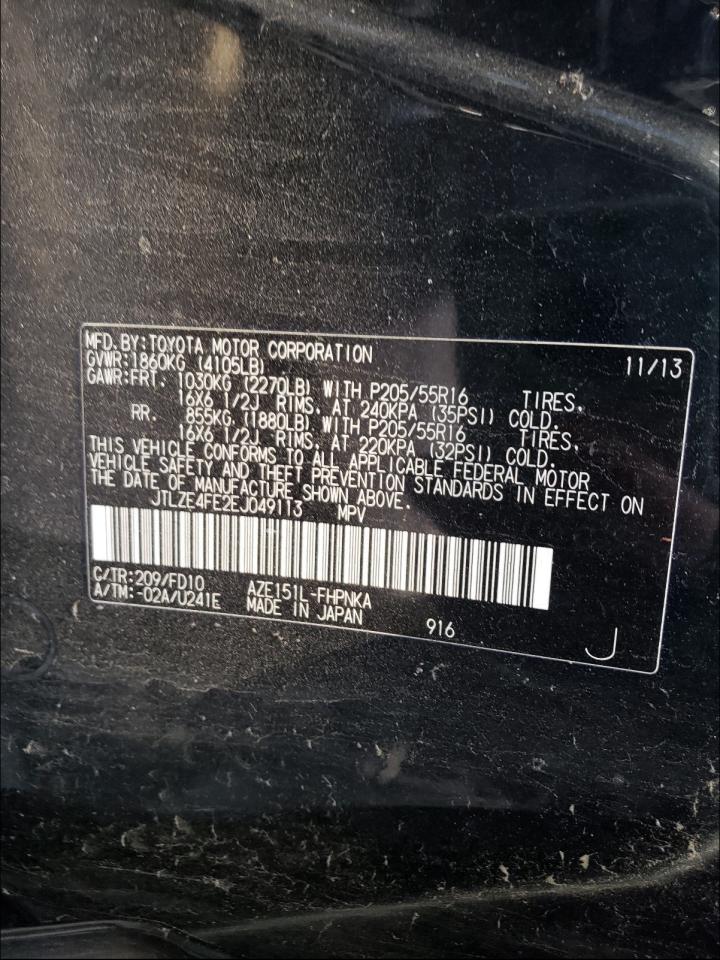 MFD.BY:TOYOTA MOTOR CORPORATION 11/13
GVWR:1860KG (4105LB)
GAWR:FRT. 1030KG (2270LB) WITH P205/55R16 TIRES,
16X6 1/2J RIMS, AT 240KPA (35PSI) COLD.
RR. 855KG (1880LB) WITH P205/55R16 TIRES,
16X6 1/2J RIMS, AT 220KPA (32PSI) COLD.
THIS VEHICLE CONFORMS TO ALL APPLICABLE FEDERAL MOTOR
VEHICLE SAFETY AND THEFT PREVENTION STANDARDS IN EFFECT ON
THE DATE OF MANUFACTURE SHOWN ABOVE.
JTLZE4FE2EJ049113 MPV
C/TR:209/FD10 AZE151L-FHPNKA
A/TM:-02A/U241E MADE IN JAPAN
916
J